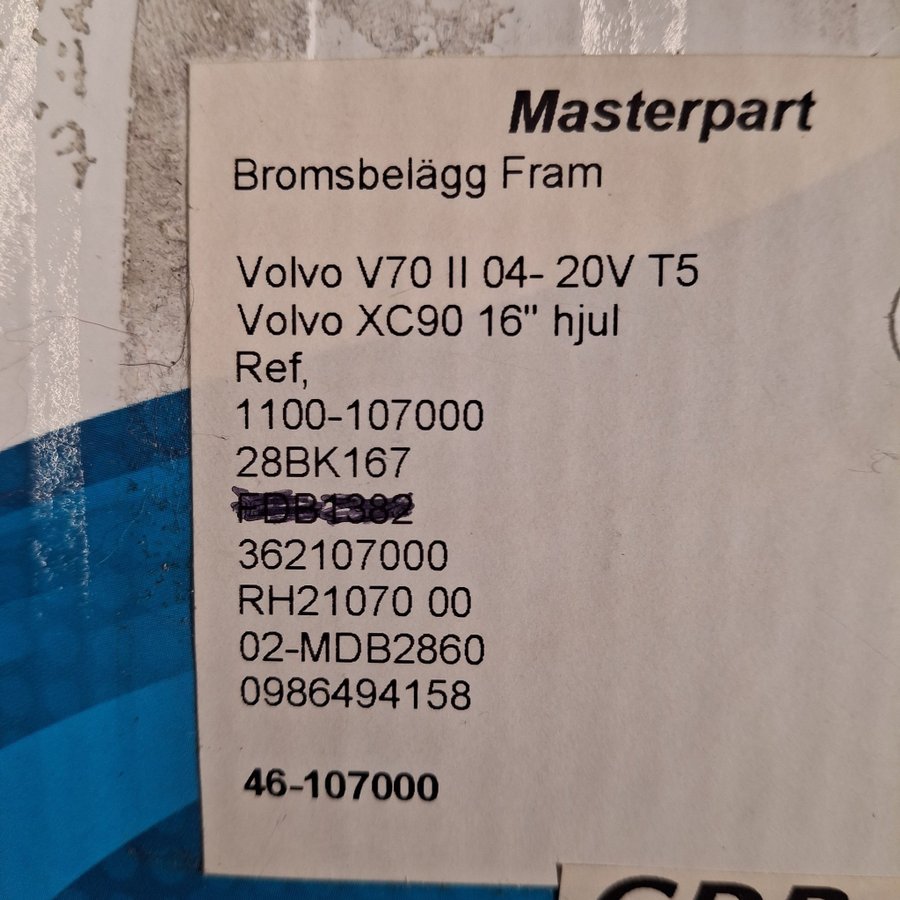 Masterpart
Bromsbelägg Fram
Volvo V70 II 04- 20V T5
Volvo XC90 16" hjul
Ref,
1100-107000
28BK167
FDB1382
362107000
RH21070 00
02-MDB2860
0986494158
46-107000